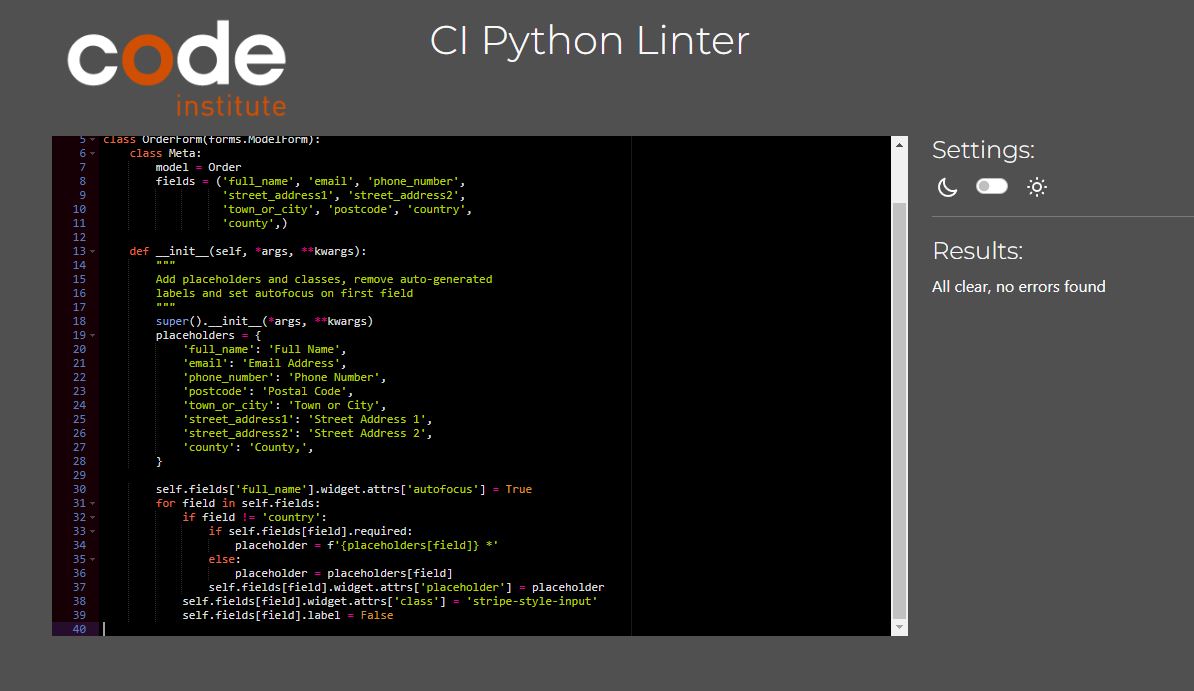 code
institute
CI Python Linter
5 class OrderForm(forms.ModelForm):
6     class Meta:
7         model = Order
8         fields = ('full_name', 'email', 'phone_number',
9                   'street_address1', 'street_address2',
10                   'town_or_city', 'postcode', 'country',
11                   'county',)
12
13     def __init__(self, *args, **kwargs):
14         """
15         Add placeholders and classes, remove auto-generated
16         labels and set autofocus on first field
17         """
18         super().__init__(*args, **kwargs)
19         placeholders = {
20             'full_name': 'Full Name',
21             'email': 'Email Address',
22             'phone_number': 'Phone Number',
23             'postcode': 'Postal Code',
24             'town_or_city': 'Town or City',
25             'street_address1': 'Street Address 1',
26             'street_address2': 'Street Address 2',
27             'county': 'County,',
28         }
29
30         self.fields['full_name'].widget.attrs['autofocus'] = True
31         for field in self.fields:
32             if field != 'country':
33                 if self.fields[field].required:
34                     placeholder = f'{placeholders[field]} *'
35                 else:
36                     placeholder = placeholders[field]
37                 self.fields[field].widget.attrs['placeholder'] = placeholder
38             self.fields[field].widget.attrs['class'] = 'stripe-style-input'
39             self.fields[field].label = False
40
Settings:
Results:
All clear, no errors found